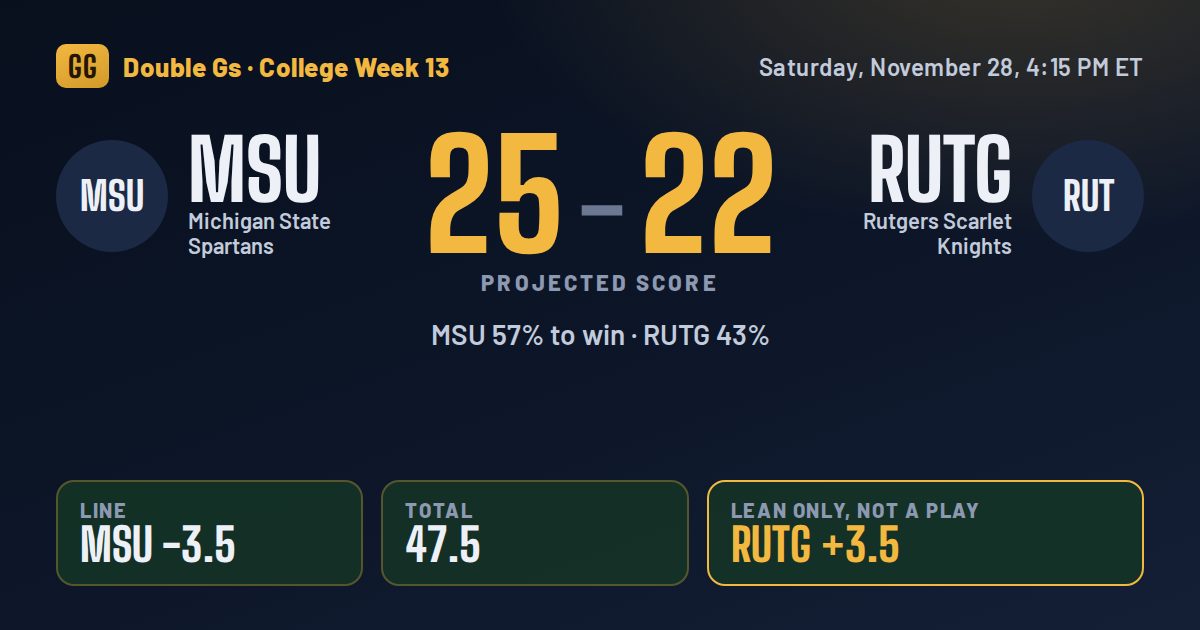 GG Double Gs · College Week 13
Saturday, November 28, 4:15 PM ET
MSU
MSU
Michigan State
Spartans
25 – 22
PROJECTED SCORE
MSU 57% to win · RUTG 43%
RUTG
Rutgers Scarlet
Knights
RUT
LINE
MSU -3.5
TOTAL
47.5
LEAN ONLY, NOT A PLAY
RUTG +3.5